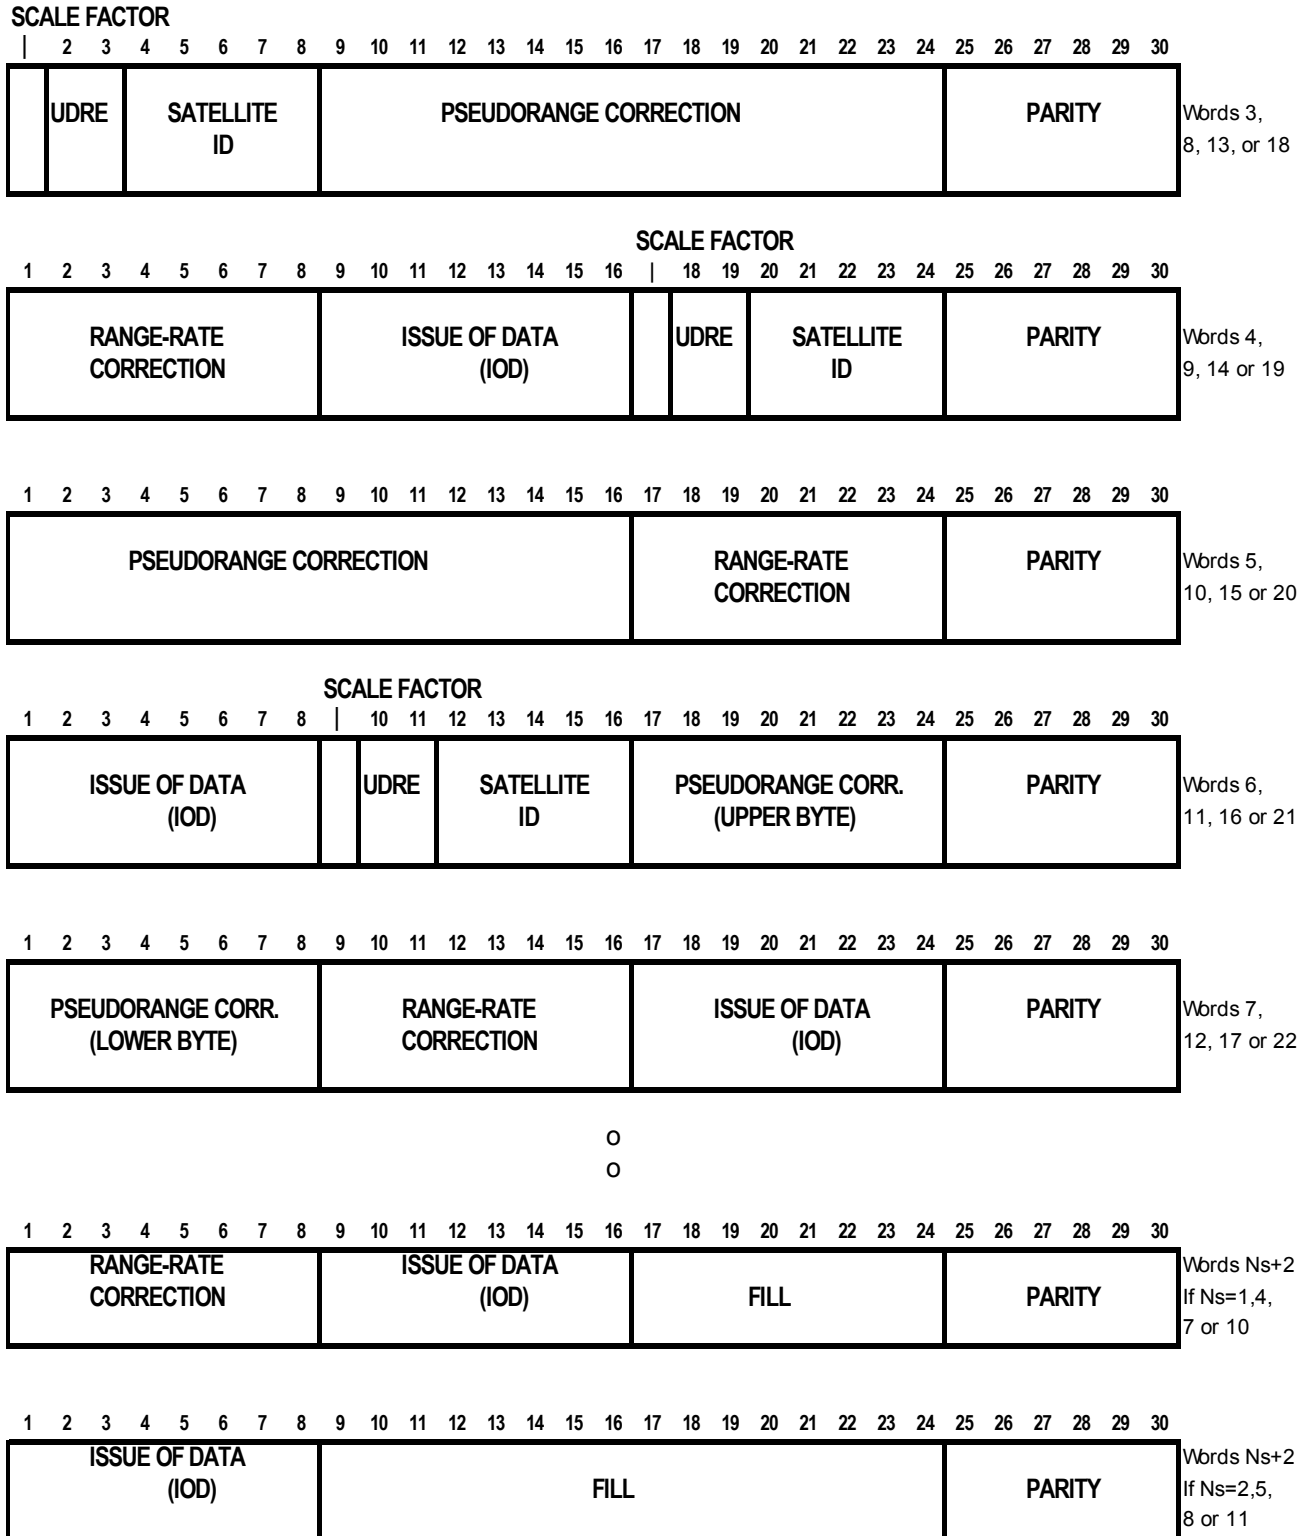 SCALE FACTOR
| 2 3 4 5 6 7 8 9 10 11 12 13 14 15 16 17 18 19 20 21 22 23 24 25 26 27 28 29 30
UDRE SATELLITE PSEUDORANGE CORRECTION PARITY Words 3,
ID 8, 13, or 18
SCALE FACTOR
1 2 3 4 5 6 7 8 9 10 11 12 13 14 15 16 | 18 19 20 21 22 23 24 25 26 27 28 29 30
RANGE-RATE ISSUE OF DATA UDRE SATELLITE PARITY Words 4,
CORRECTION (IOD) ID 9, 14 or 19
1 2 3 4 5 6 7 8 9 10 11 12 13 14 15 16 17 18 19 20 21 22 23 24 25 26 27 28 29 30
PSEUDORANGE CORRECTION RANGE-RATE PARITY Words 5,
CORRECTION 10, 15 or 20
SCALE FACTOR
1 2 3 4 5 6 7 8 | 10 11 12 13 14 15 16 17 18 19 20 21 22 23 24 25 26 27 28 29 30
ISSUE OF DATA UDRE SATELLITE PSEUDORANGE CORR. PARITY Words 6,
(IOD) ID (UPPER BYTE) 11, 16 or 21
1 2 3 4 5 6 7 8 9 10 11 12 13 14 15 16 17 18 19 20 21 22 23 24 25 26 27 28 29 30
PSEUDORANGE CORR. RANGE-RATE ISSUE OF DATA PARITY Words 7,
(LOWER BYTE) CORRECTION (IOD) 12, 17 or 22
o
o
1 2 3 4 5 6 7 8 9 10 11 12 13 14 15 16 17 18 19 20 21 22 23 24 25 26 27 28 29 30
RANGE-RATE ISSUE OF DATA Words Ns+2
CORRECTION (IOD) FILL PARITY If Ns=1,4,
7 or 10
1 2 3 4 5 6 7 8 9 10 11 12 13 14 15 16 17 18 19 20 21 22 23 24 25 26 27 28 29 30
ISSUE OF DATA Words Ns+2
(IOD) FILL PARITY If Ns=2,5,
8 or 11